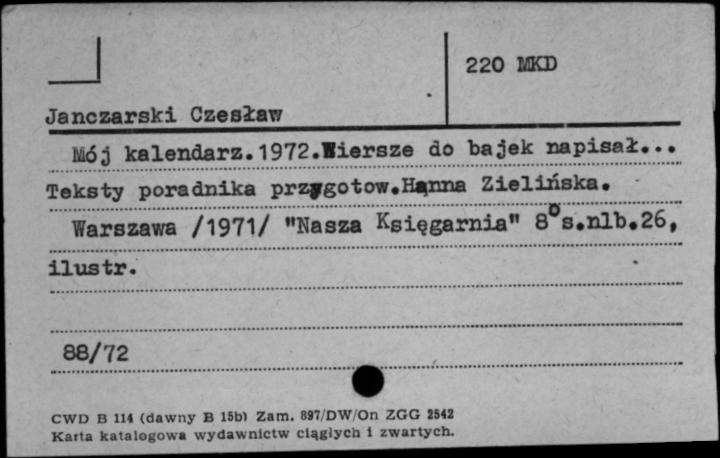 220 MKD
Janczarski Czesław
Mój kalendarz.1972.Wiersze do bajek napisał...
Teksty poradnika przygotow.Hanna Zielińska.
Warszawa /1971/ "Nasza Księgarnia" 8° s.nlb.26,
ilustr.
88/72
CWD B 114 (dawny B 15b) Zam. 897/DW/On ZGG 2542
Karta katalogowa wydawnictw ciągłych i zwartych.